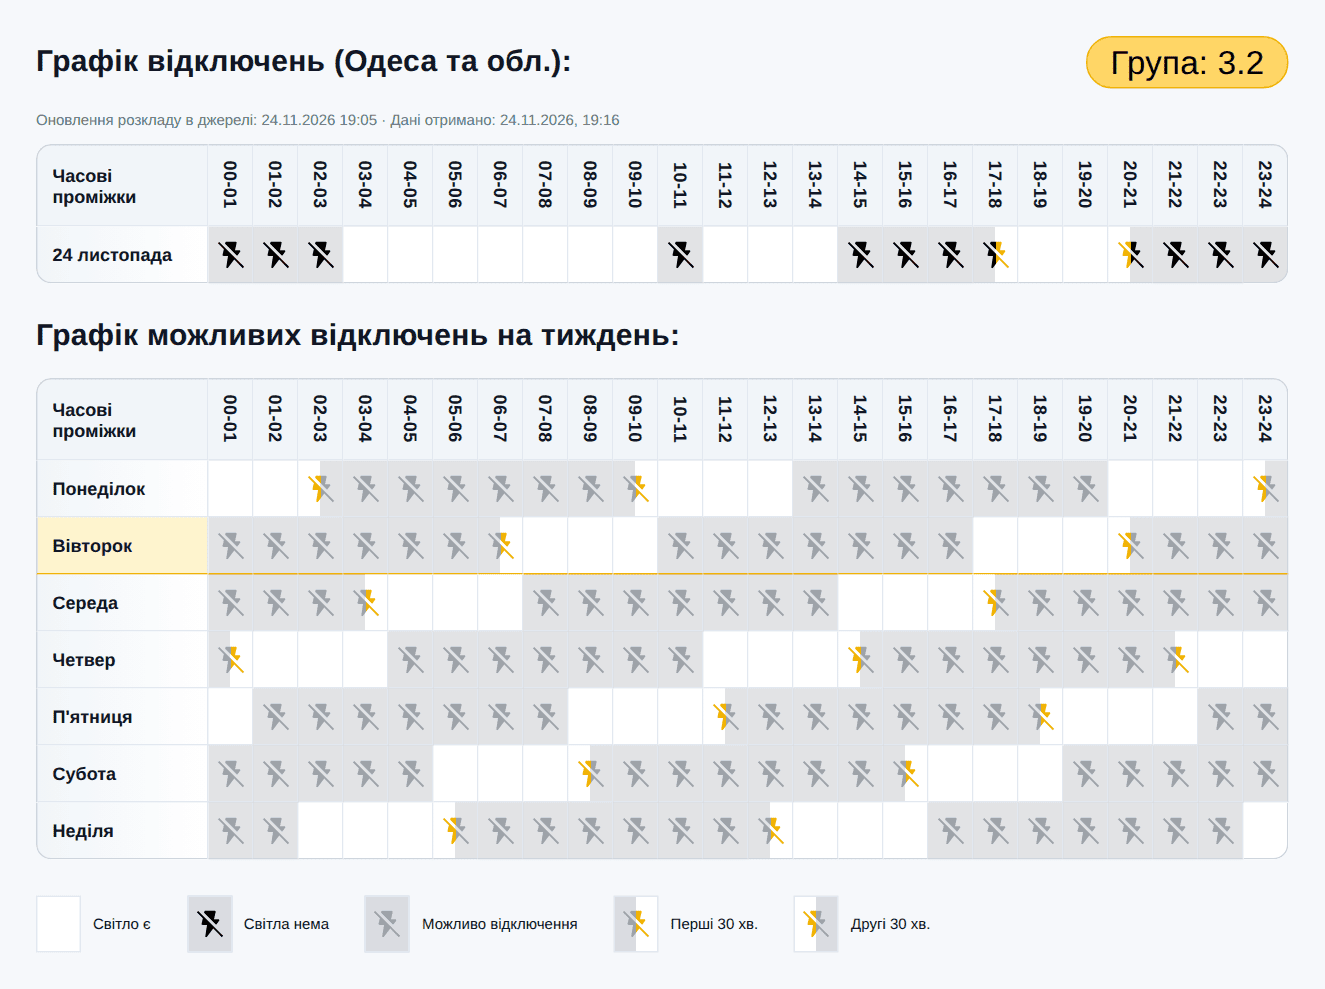 Графік відключень (Одеса та обл.):
Група: 3.2
Оновлення розкладу в джерелі: 24.11.2026 19:05 · Дані отримано: 24.11.2026, 19:16
Часові
проміжки
00-01 01-02 02-03 03-04 04-05 05-06 06-07 07-08 08-09 09-10 10-11 11-12 12-13 13-14 14-15 15-16 16-17 17-18 18-19 19-20 20-21 21-22 22-23 23-24
24 листопада
Графік можливих відключень на тиждень:
Часові
проміжки
00-01 01-02 02-03 03-04 04-05 05-06 06-07 07-08 08-09 09-10 10-11 11-12 12-13 13-14 14-15 15-16 16-17 17-18 18-19 19-20 20-21 21-22 22-23 23-24
Понеділок
Вівторок
Середа
Четвер
П'ятниця
Субота
Неділя
Світло є
Світла нема
Можливо відключення
Перші 30 хв.
Другі 30 хв.